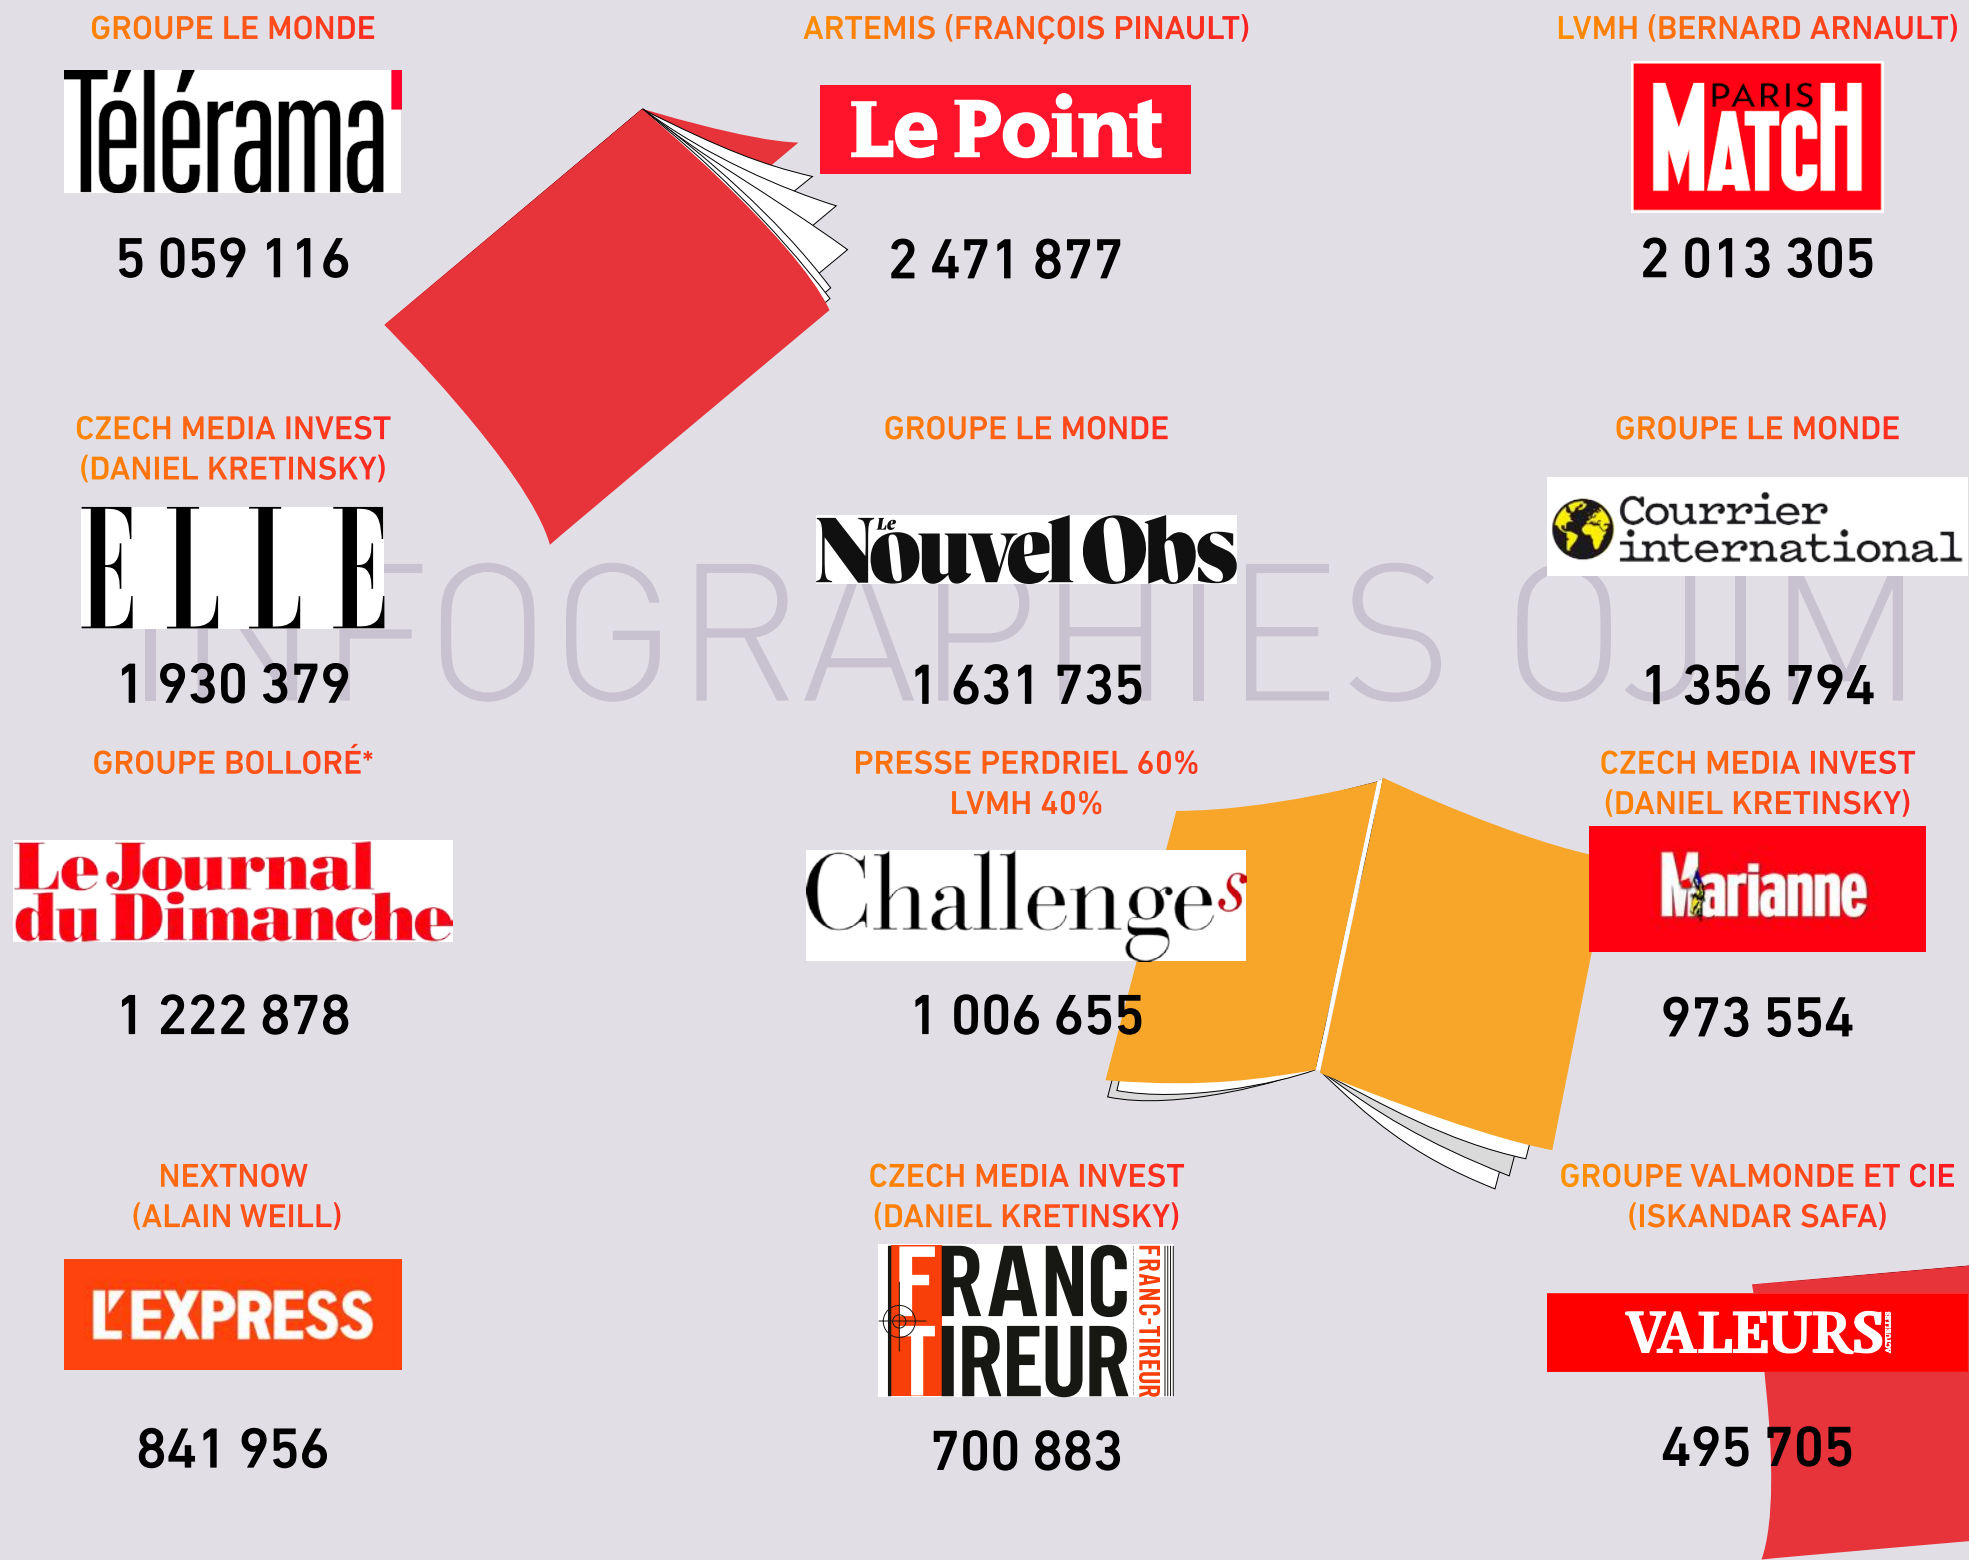 GROUPE LE MONDE
Télérama'
5 059 116
ARTEMIS (FRANÇOIS PINAULT)
Le Point
2 471 877
LVMH (BERNARD ARNAULT)
PARIS
MATCH
2 013 305
CZECH MEDIA INVEST
(DANIEL KRETINSKY)
ELLE
1 930 379
GROUPE LE MONDE
Le
Nouvel Obs
1 631 735
GROUPE LE MONDE
Courrier
international
1 356 794
INFOGRAPHIES OJIM
GROUPE BOLLORÉ*
Le Journal
du Dimanche
1 222 878
PRESSE PERDRIEL 60%
LVMH 40%
Challenges
1 006 655
CZECH MEDIA INVEST
(DANIEL KRETINSKY)
Marianne
973 554
NEXTNOW
(ALAIN WEILL)
L'EXPRESS
841 956
CZECH MEDIA INVEST
(DANIEL KRETINSKY)
FRANC
TIREUR
FRANC-TIREUR
700 883
GROUPE VALMONDE ET CIE
(ISKANDAR SAFA)
VALEURS
ACTUELLES
495 705